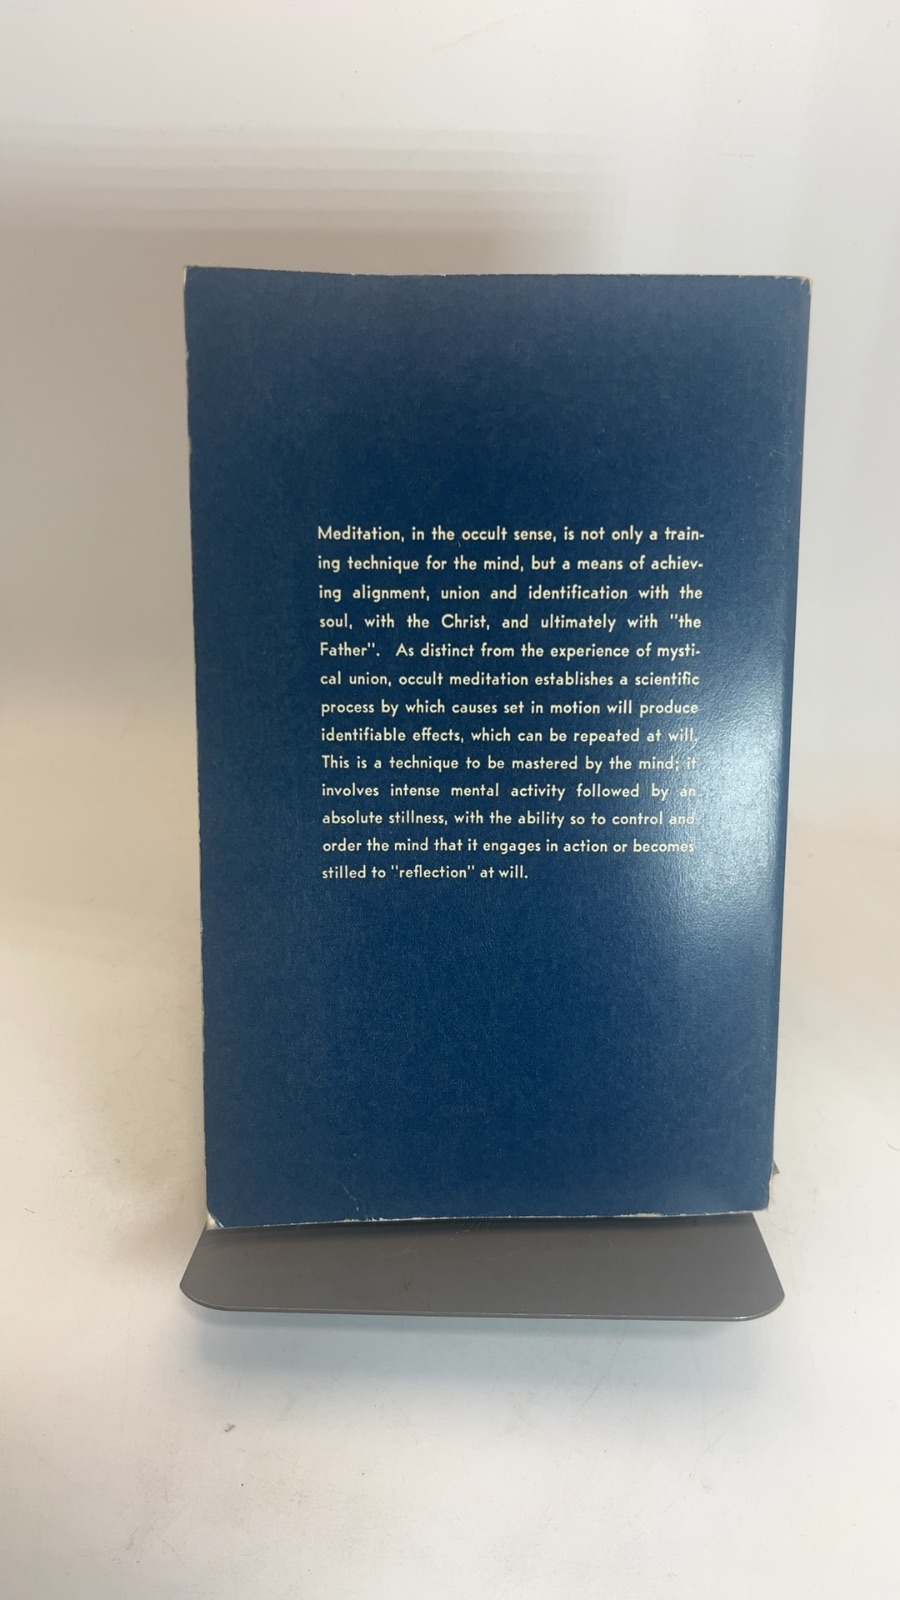 Meditation, in the occult sense, is not only a train-
ing technique for the mind, but a means of achiev-
ing alignment, union and identification with the
soul, with the Christ, and ultimately with "the
Father". As distinct from the experience of mysti-
cal union, occult meditation establishes a scientific
process by which causes set in motion will produce
identifiable effects, which can be repeated at will.
This is a technique to be mastered by the mind; it
involves intense mental activity followed by an
absolute stillness, with the ability so to control and
order the mind that it engages in action or becomes
stilled to "reflection" at will.